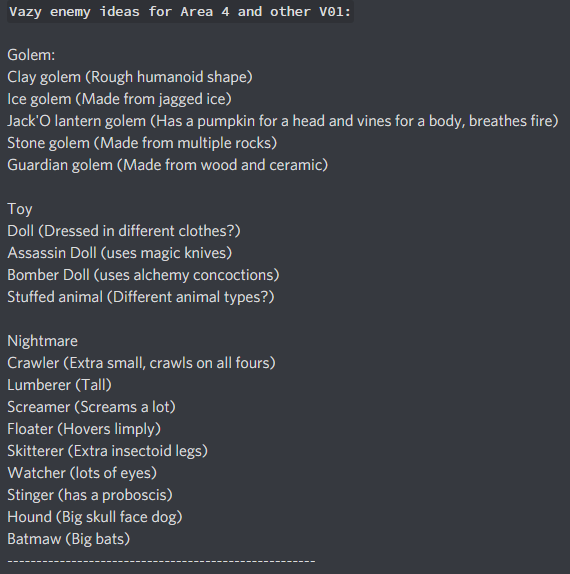 Vazy enemy ideas for Area 4 and other V01:
Golem:
Clay golem (Rough humanoid shape)
Ice golem (Made from jagged ice)
Jack'O lantern golem (Has a pumpkin for a head and vines for a body, breathes fire)
Stone golem (Made from multiple rocks)
Guardian golem (Made from wood and ceramic)
Toy
Doll (Dressed in different clothes?)
Assassin Doll (uses magic knives)
Bomber Doll (uses alchemy concoctions)
Stuffed animal (Different animal types?)
Nightmare
Crawler (Extra small, crawls on all fours)
Lumberer (Tall)
Screamer (Screams a lot)
Floater (Hovers limply)
Skitterer (Extra insectoid legs)
Watcher (lots of eyes)
Stinger (has a proboscis)
Hound (Big skull face dog)
Batmaw (Big bats)
-----------------------------------------------------